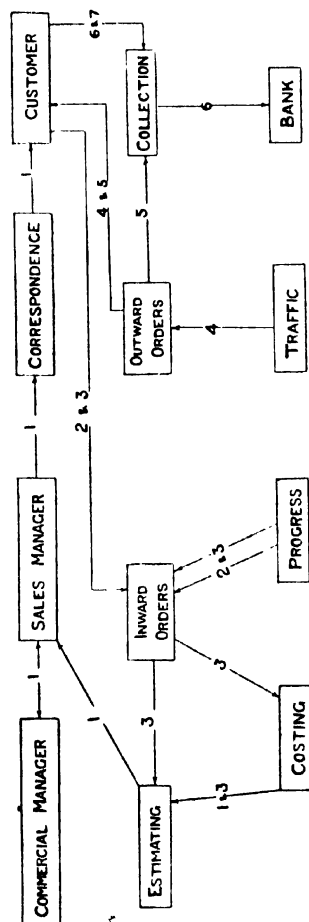 COMMERCIAL MANAGER
1
SALES MANAGER
1
CORRESPONDENCE
1
CUSTOMER
6 & 7
1
2 & 3
4 & 5
ESTIMATING
3
INWARD
ORDERS
OUTWARD
ORDERS
5
COLLECTION
1 & 3
3
2 & 3
4
6
COSTING
PROGRESS
TRAFFIC
BANK